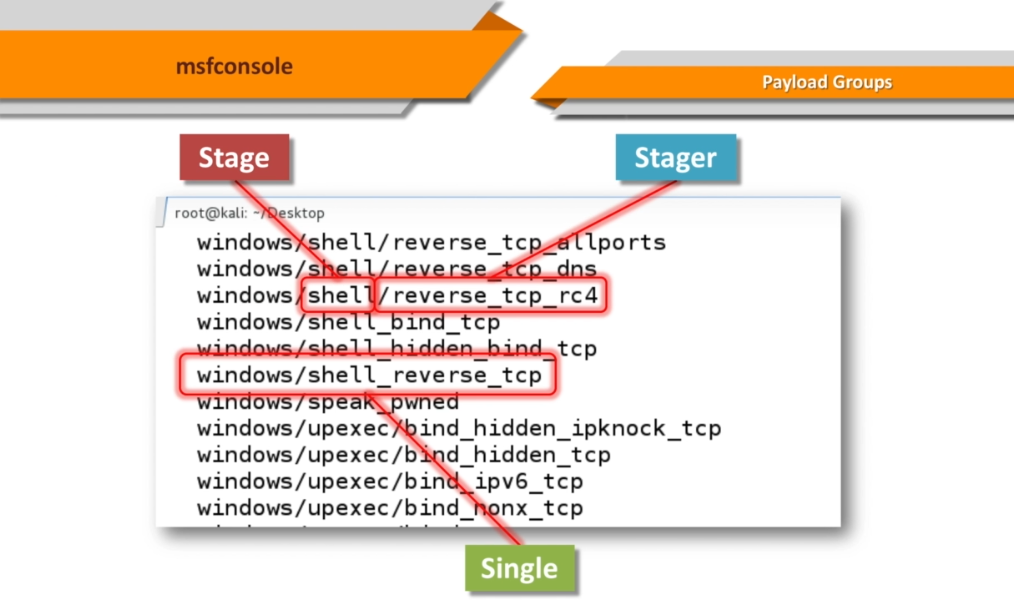 msfconsole
Payload Groups
Stage
Stager
root@kali: ~/Desktop
windows/shell/reverse_tcp_allports
windows/shell/reverse_tcp_dns
windows/shell/reverse_tcp_rc4
windows/shell_bind_tcp
windows/shell_hidden_bind_tcp
windows/shell_reverse_tcp
windows/speak_pwned
windows/upexec/bind_hidden_ipknock_tcp
windows/upexec/bind_hidden_tcp
windows/upexec/bind_ipv6_tcp
windows/upexec/bind_nonx_tcp
Single